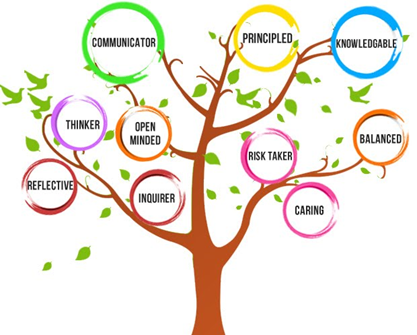 COMMUNICATOR
PRINCIPLED
KNOWLEDGABLE
THINKER
OPEN
MINDED
BALANCED
RISK TAKER
REFLECTIVE
INQUIRER
CARING